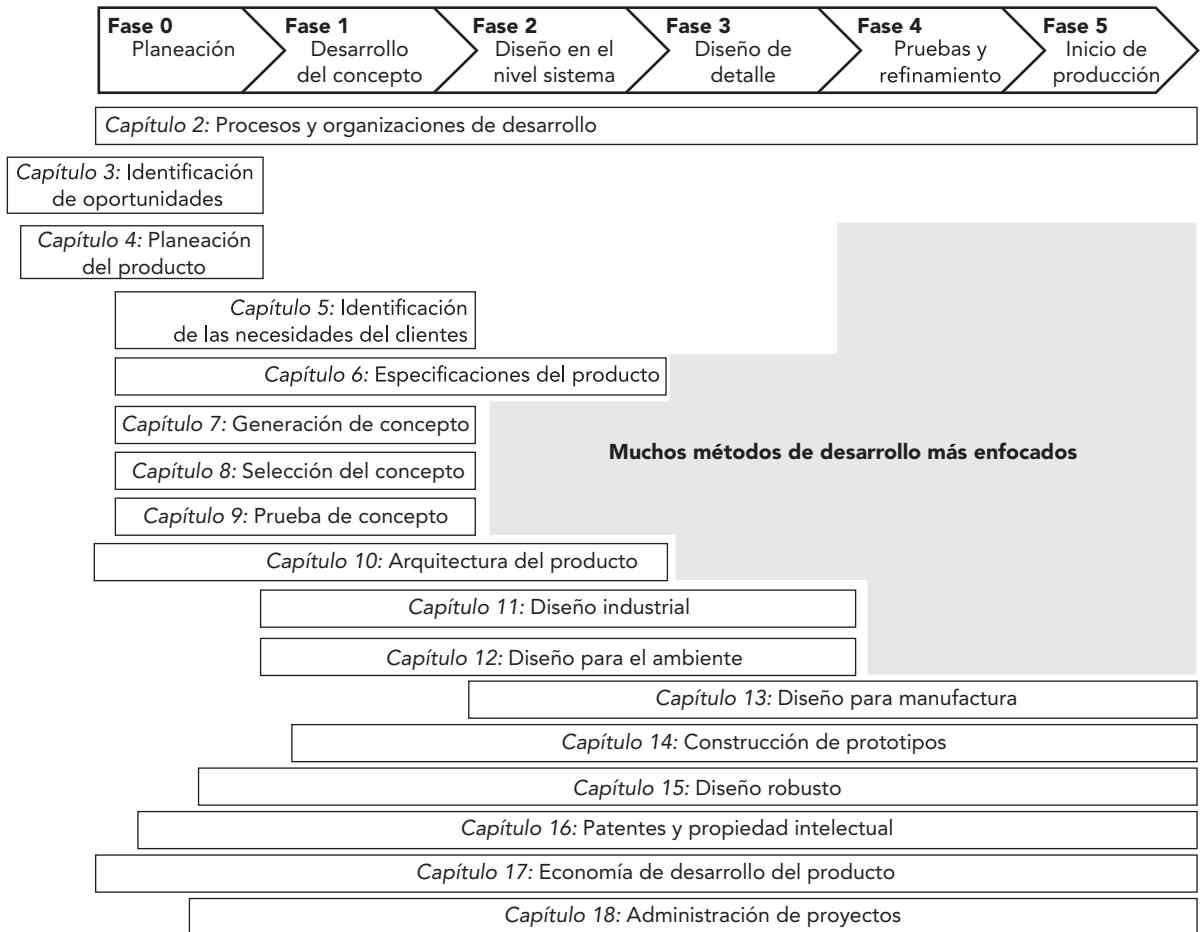 Fase 0
Planeación
Fase 1
Desarrollo
del concepto
Fase 2
Diseño en el
nivel sistema
Fase 3
Diseño de
detalle
Fase 4
Pruebas y
refinamiento
Fase 5
Inicio de
producción
Capítulo 2: Procesos y organizaciones de desarrollo
Capítulo 3: Identificación
de oportunidades
Capítulo 4: Planeación
del producto
Capítulo 5: Identificación
de las necesidades del clientes
Capítulo 6: Especificaciones del producto
Capítulo 7: Generación de concepto
Muchos métodos de desarrollo más enfocados
Capítulo 8: Selección del concepto
Capítulo 9: Prueba de concepto
Capítulo 10: Arquitectura del producto
Capítulo 11: Diseño industrial
Capítulo 12: Diseño para el ambiente
Capítulo 13: Diseño para manufactura
Capítulo 14: Construcción de prototipos
Capítulo 15: Diseño robusto
Capítulo 16: Patentes y propiedad intelectual
Capítulo 17: Economía de desarrollo del producto
Capítulo 18: Administración de proyectos